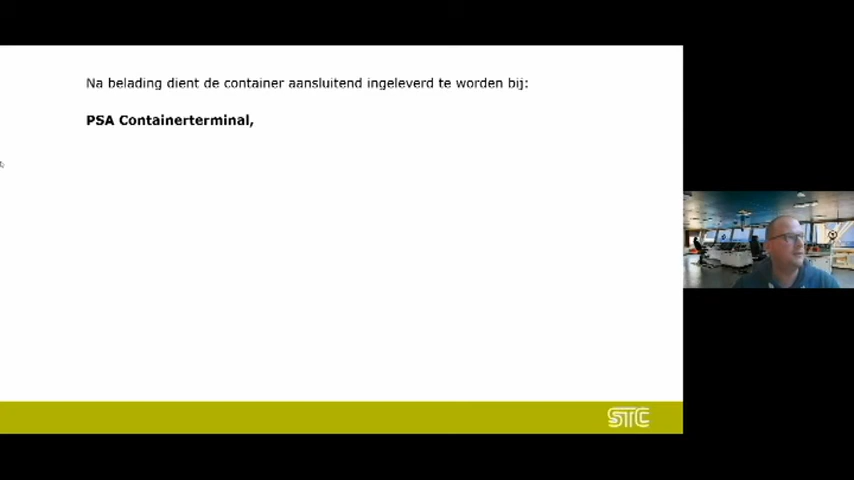 Na belading dient de container aansluitend ingeleverd te worden bij:
PSA Containerterminal,
STC